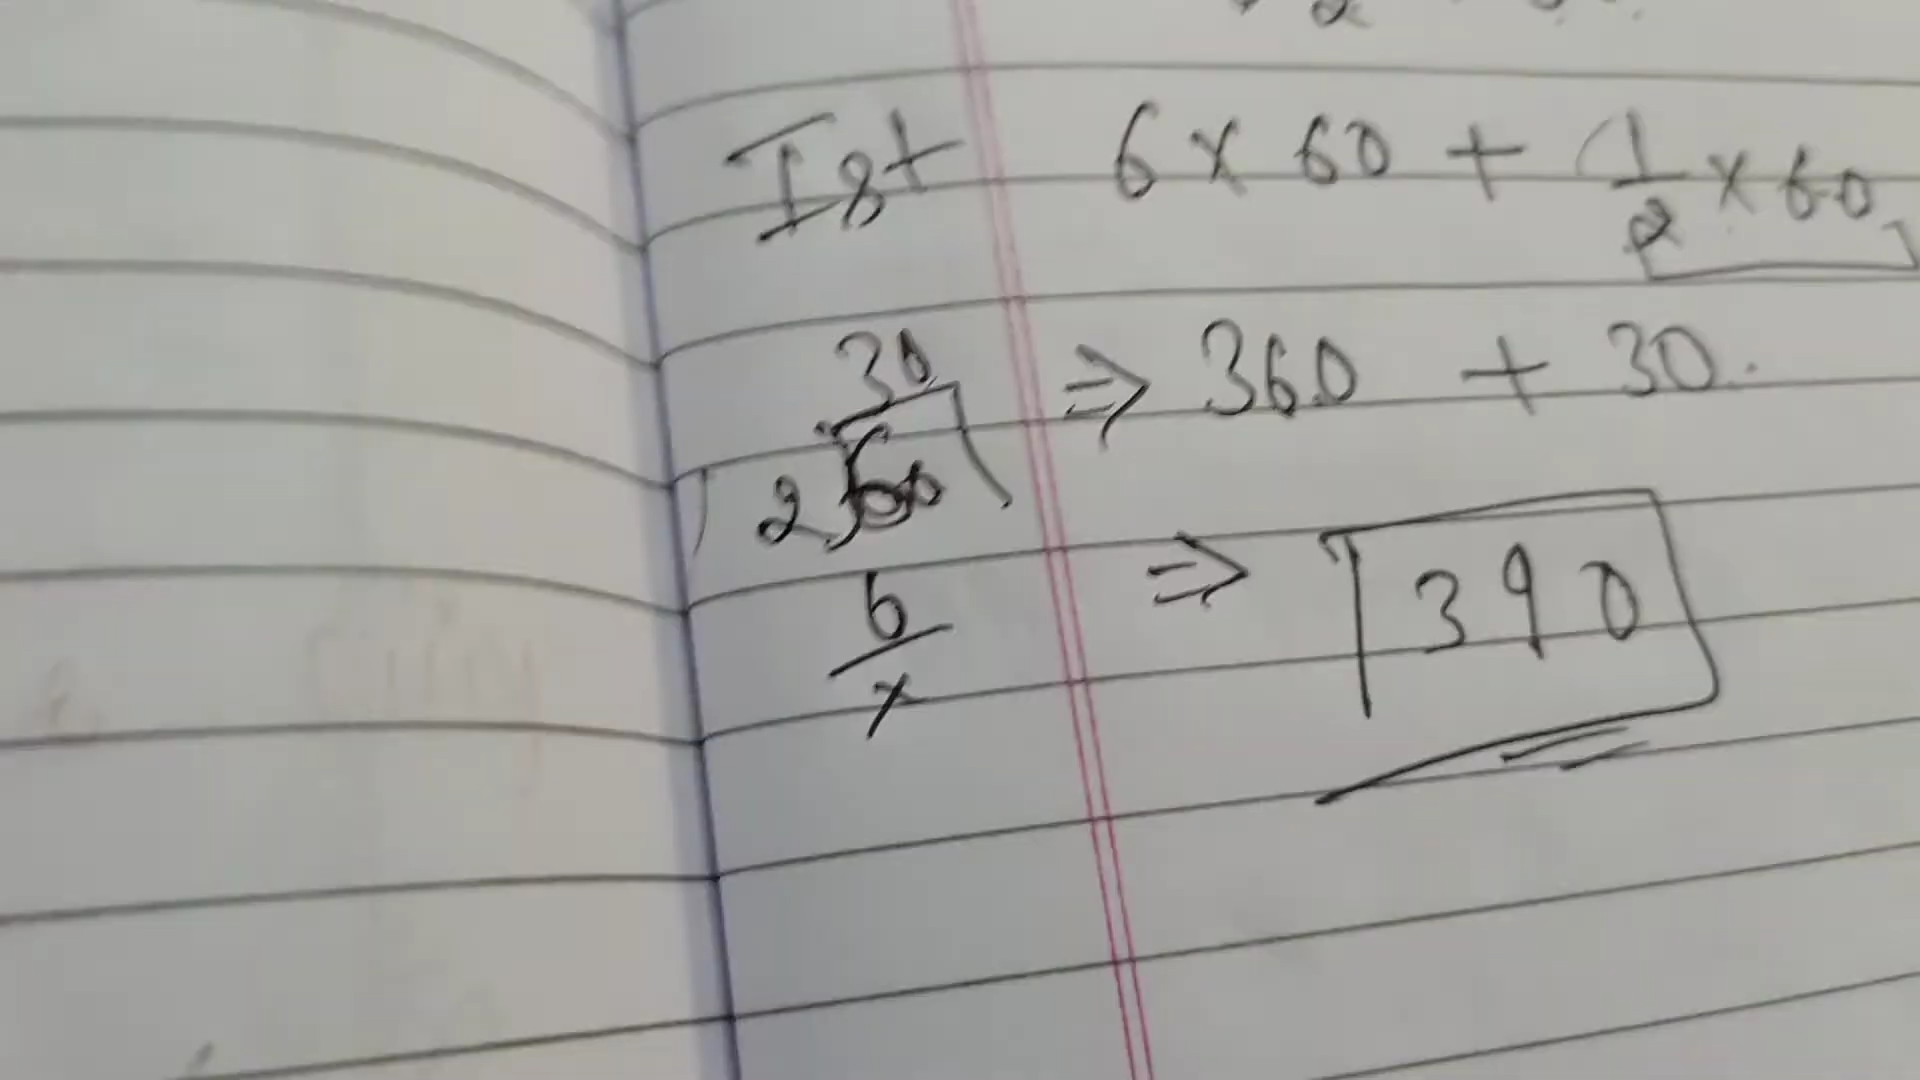 Ist 6 x 60 + 1/2 x 60
30 ⇒ 360 + 30.
2 60
6 ⇒ 390
x